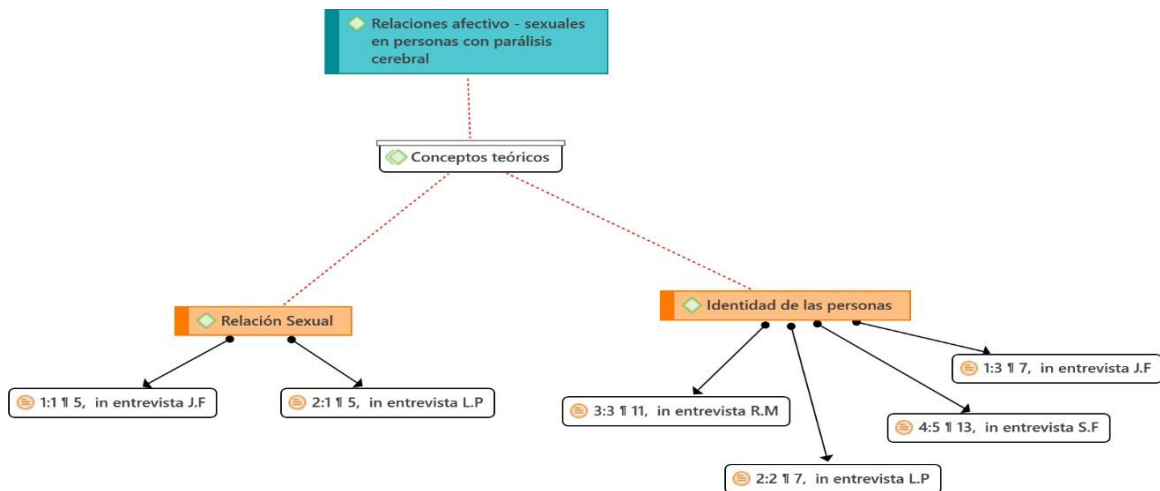 Relaciones afectivo - sexuales
en personas con parálisis
cerebral
Conceptos teóricos
Relación Sexual
Identidad de las personas
1:1 ¶ 5, in entrevista J.F
2:1 ¶ 5, in entrevista L.P
3:3 ¶ 11, in entrevista R.M
2:2 ¶ 7, in entrevista L.P
4:5 ¶ 13, in entrevista S.F
1:3 ¶ 7, in entrevista J.F